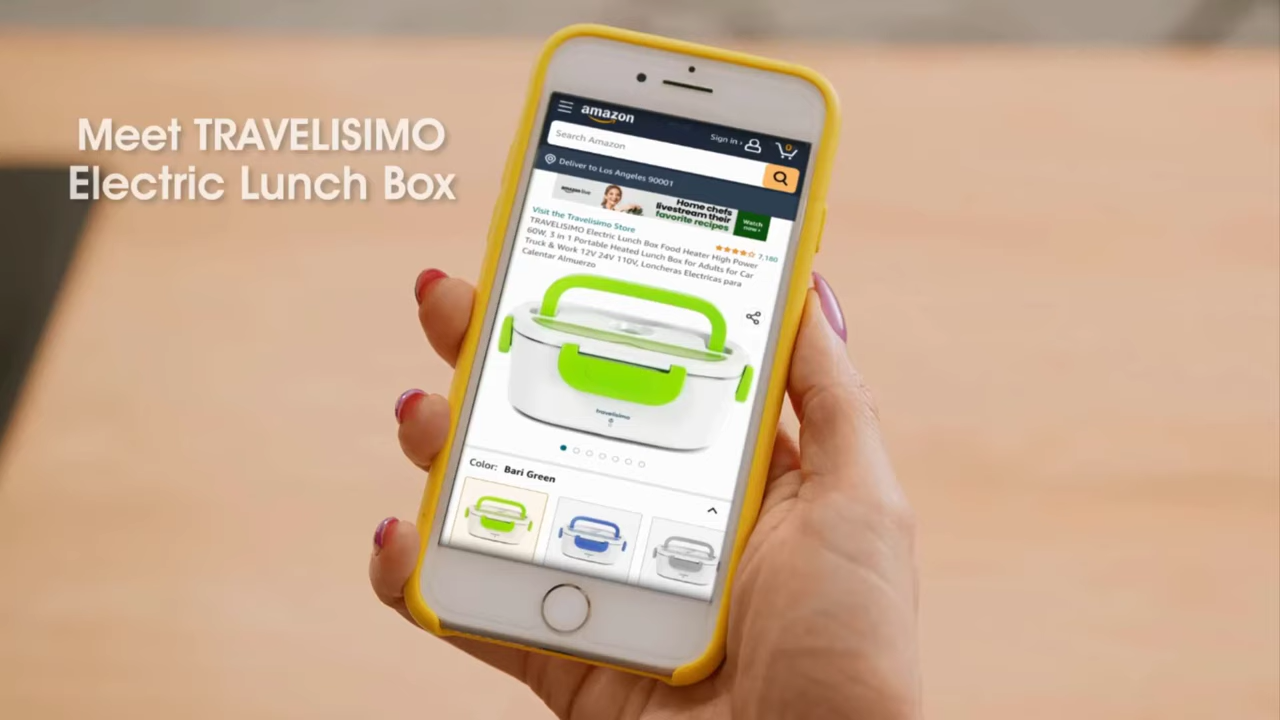 Meet TRAVELISIMO
Electric Lunch Box
amazon
Sign in ›
0
Search Amazon
Deliver to Los Angeles 90001
Home chefs
livestream their
favorite recipes
Watch
now ›
Visit the Travelisimo Store
7,180
TRAVELISIMO Electric Lunch Box Food Heater High Power
60W, 3 in 1 Portable Heated Lunch Box for Adults for Car
Truck & Work 12V 24V 110V, Loncheras Electricas para
Calentar Almuerzo
travelisimo
Color: Bari Green